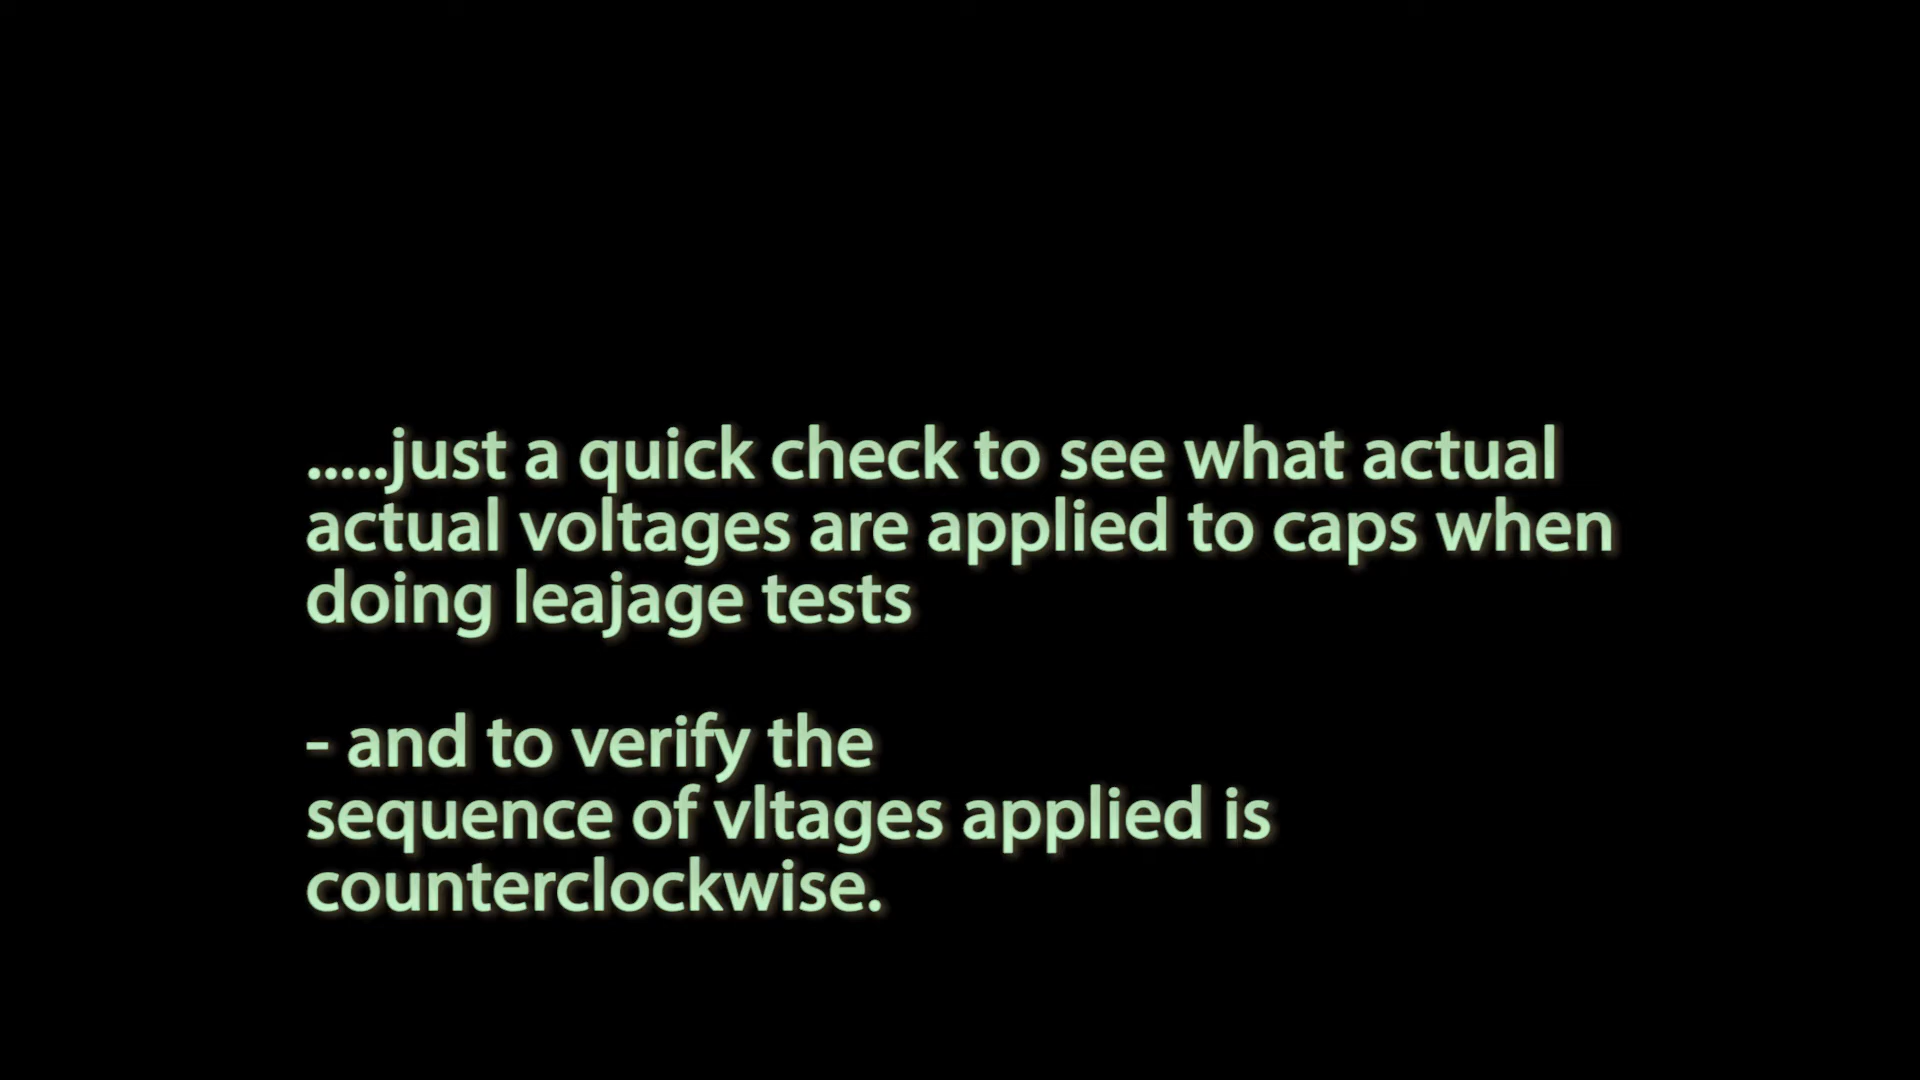 .....just a quick check to see what actual
actual voltages are applied to caps when
doing leajage tests
- and to verify the
sequence of vltages applied is
counterclockwise.